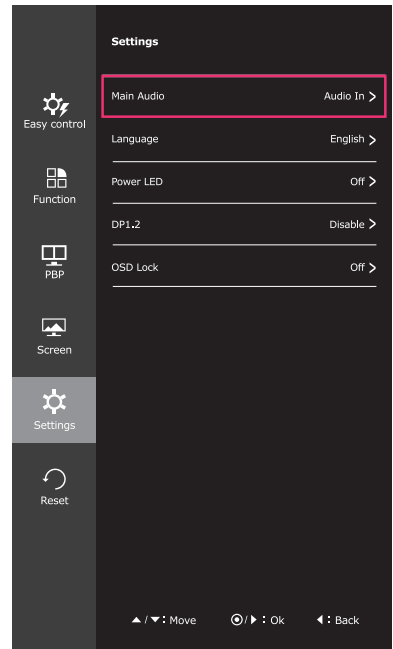 Settings
Main Audio Audio In >
Language English >
Power LED Off >
DP1.2 Disable >
OSD Lock Off >
Easy control
Function
PBP
Screen
Settings
Reset
▲/▼: Move ◉/▶ : Ok ◀ : Back